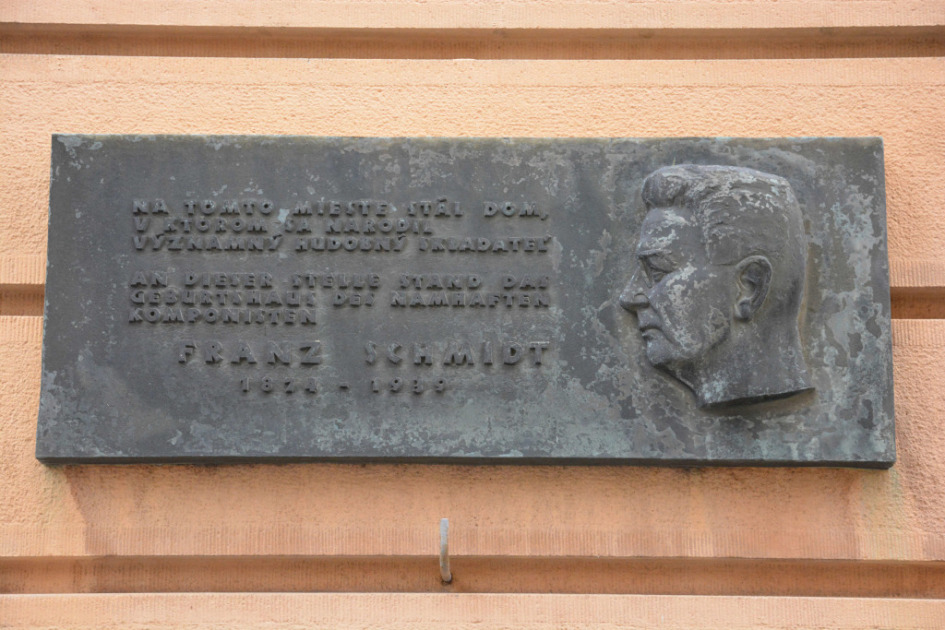 NA TOMTO MIESTE STÁL DOM,
V KTOROM SA NARODIL
VÝZNAMNÝ HUDOBNÝ SKLADATEĽ
AN DIESER STELLE STAND DAS
GEBURTSHAUS DES NAMHAFTEN
KOMPONISTEN
FRANZ SCHMIDT
1874 - 1939